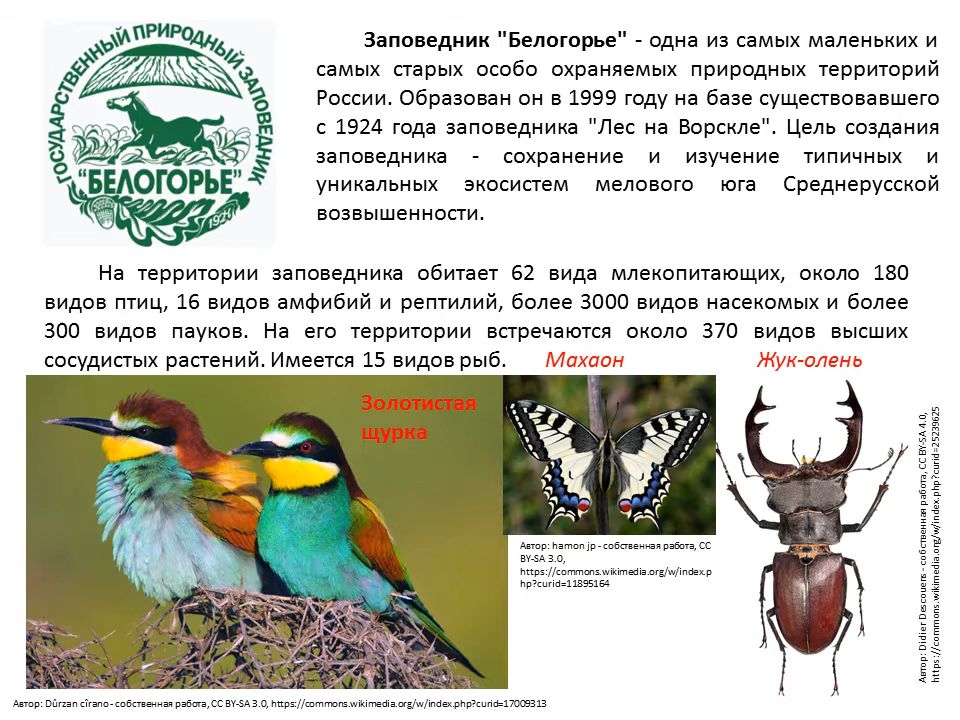 ГОСУДАРСТВЕННЫЙ ПРИРОДНЫЙ ЗАПОВЕДНИК
"БЕЛОГОРЬЕ"
1924
Заповедник "Белогорье" - одна из самых маленьких и
самых старых особо охраняемых природных территорий
России. Образован он в 1999 году на базе существовавшего
с 1924 года заповедника "Лес на Ворскле". Цель создания
заповедника - сохранение и изучение типичных и
уникальных экосистем мелового юга Среднерусской
возвышенности.
На территории заповедника обитает 62 вида млекопитающих, около 180
видов птиц, 16 видов амфибий и рептилий, более 3000 видов насекомых и более
300 видов пауков. На его территории встречаются около 370 видов высших
сосудистых растений. Имеется 15 видов рыб.
Махаон
Жук-олень
Золотистая
щурка
Автор: hamon jp - собственная работа, CC
BY-SA 3.0,
https://commons.wikimedia.org/w/index.p
hp?curid=11895164
Автор: Didier Descouens - собственная работа, CC BY-SA 4.0,
https://commons.wikimedia.org/w/index.php?curid=25239625
Автор: Dûrzan cîrano - собственная работа, CC BY-SA 3.0, https://commons.wikimedia.org/w/index.php?curid=17009313